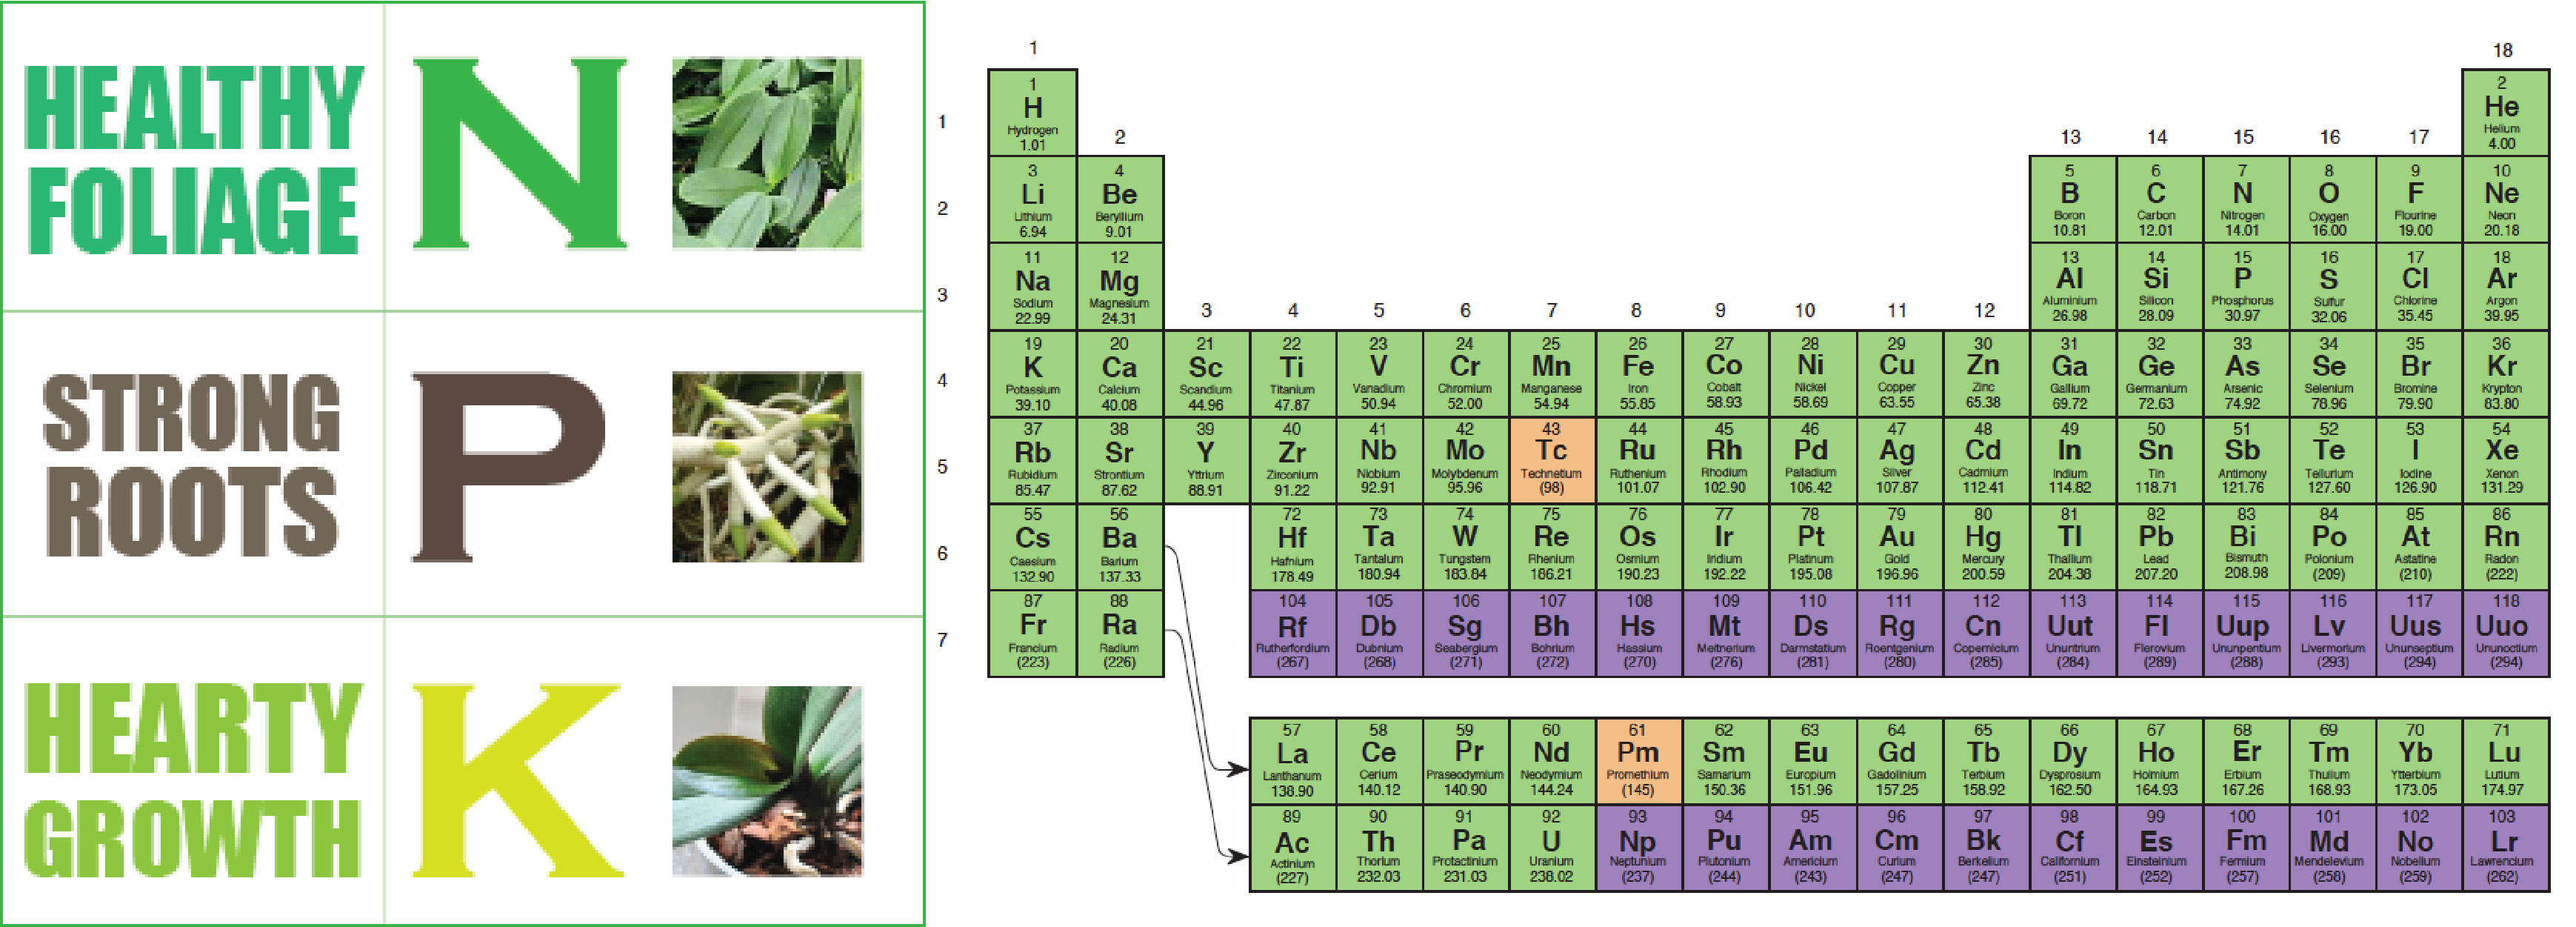 HEALTHY
FOLIAGE
N
STRONG
ROOTS
P
HEARTY
GROWTH
K
1 18
1 2
1 H He
Hydrogen Helium
1.01 4.00
2 13 14 15 16 17
3 4 5 6 7 8 9 10
2 Li Be B C N O F Ne
Lithium Beryllium Boron Carbon Nitrogen Oxygen Flourine Neon
6.94 9.01 10.81 12.01 14.01 16.00 19.00 20.18
11 12 13 14 15 16 17 18
3 Na Mg Al Si P S Cl Ar
Sodium Magnesium Aluminium Silicon Phosphorus Sulfur Chlorine Argon
22.99 24.31 26.98 28.09 30.97 32.06 35.45 39.95
3 4 5 6 7 8 9 10 11 12
19 20 21 22 23 24 25 26 27 28 29 30 31 32 33 34 35 36
4 K Ca Sc Ti V Cr Mn Fe Co Ni Cu Zn Ga Ge As Se Br Kr
Potassium Calcium Scandium Titanium Vanadium Chromium Manganese Iron Cobalt Nickel Copper Zinc Gallium Germanium Arsenic Selenium Bromine Krypton
39.10 40.08 44.96 47.87 50.94 52.00 54.94 55.85 58.93 58.69 63.55 65.38 69.72 72.63 74.92 78.96 79.90 83.80
37 38 39 40 41 42 43 44 45 46 47 48 49 50 51 52 53 54
5 Rb Sr Y Zr Nb Mo Tc Ru Rh Pd Ag Cd In Sn Sb Te I Xe
Rubidium Strontium Yttrium Zirconium Niobium Molybdenum Technetium Ruthenium Rhodium Palladium Silver Cadmium Indium Tin Antimony Tellurium Iodine Xenon
85.47 87.62 88.91 91.22 92.91 95.96 (98) 101.07 102.90 106.42 107.87 112.41 114.82 118.71 121.76 127.60 126.90 131.29
55 56 72 73 74 75 76 77 78 79 80 81 82 83 84 85 86
6 Cs Ba Hf Ta W Re Os Ir Pt Au Hg Tl Pb Bi Po At Rn
Caesium Barium Hafnium Tantalum Tungstem Rhenium Osmium Iridium Platinum Gold Mercury Thallium Lead Bismuth Polonium Astatine Radon
132.90 137.33 178.49 180.94 183.84 186.21 190.23 192.22 195.08 196.96 200.59 204.38 207.20 208.98 (209) (210) (222)
87 88 104 105 106 107 108 109 110 111 112 113 114 115 116 117 118
7 Fr Ra Rf Db Sg Bh Hs Mt Ds Rg Cn Uut Fl Uup Lv Uus Uuo
Francium Radium Rutherfordium Dubnium Seabergium Bohrium Hassium Meitnerium Darmstatium Roentgenium Copernicium Ununtrium Flerovium Ununpentium Livermorium Ununseptium Ununoctium
(223) (226) (267) (268) (271) (272) (270) (276) (281) (280) (285) (284) (289) (288) (293) (294) (294)
57 58 59 60 61 62 63 64 65 66 67 68 69 70 71
La Ce Pr Nd Pm Sm Eu Gd Tb Dy Ho Er Tm Yb Lu
Lanthanum Cerium Praseodymium Neodymium Promethium Samarium Europium Gadolinium Terbium Dysprosium Holmium Erbium Thulium Ytterbium Lutium
138.90 140.12 140.90 144.24 (145) 150.36 151.96 157.25 158.92 162.50 164.93 167.26 168.93 173.05 174.97
89 90 91 92 93 94 95 96 97 98 99 100 101 102 103
Ac Th Pa U Np Pu Am Cm Bk Cf Es Fm Md No Lr
Actinium Thorium Protactinium Uranium Neptunium Plutonium Americium Curium Berkelium Californium Einsteinium Fermium Mendelevium Nobelium Lawrencium
(227) 232.03 231.03 238.02 (237) (244) (243) (247) (247) (251) (252) (257) (258) (259) (262)